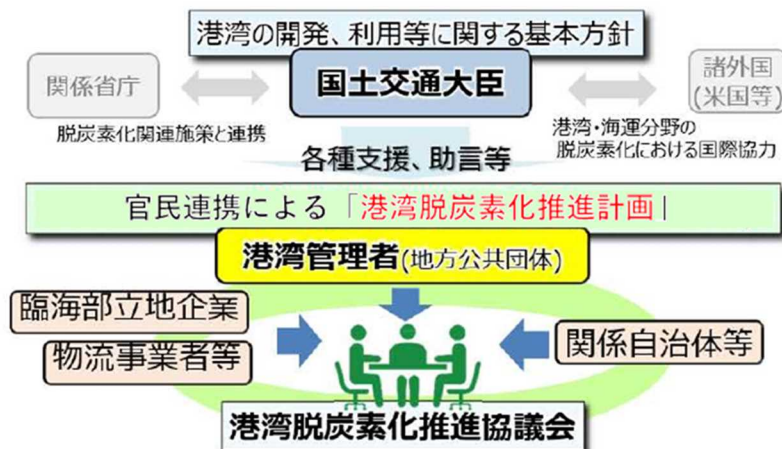 港湾の開発、利用等に関する基本方針
関係省庁
国土交通大臣
諸外国
(米国等)
脱炭素化関連施策と連携
港湾・海運分野の
脱炭素化における国際協力
各種支援、助言等
官民連携による「港湾脱炭素化推進計画」
港湾管理者(地方公共団体)
臨海部立地企業
物流事業者等
関係自治体等
港湾脱炭素化推進協議会